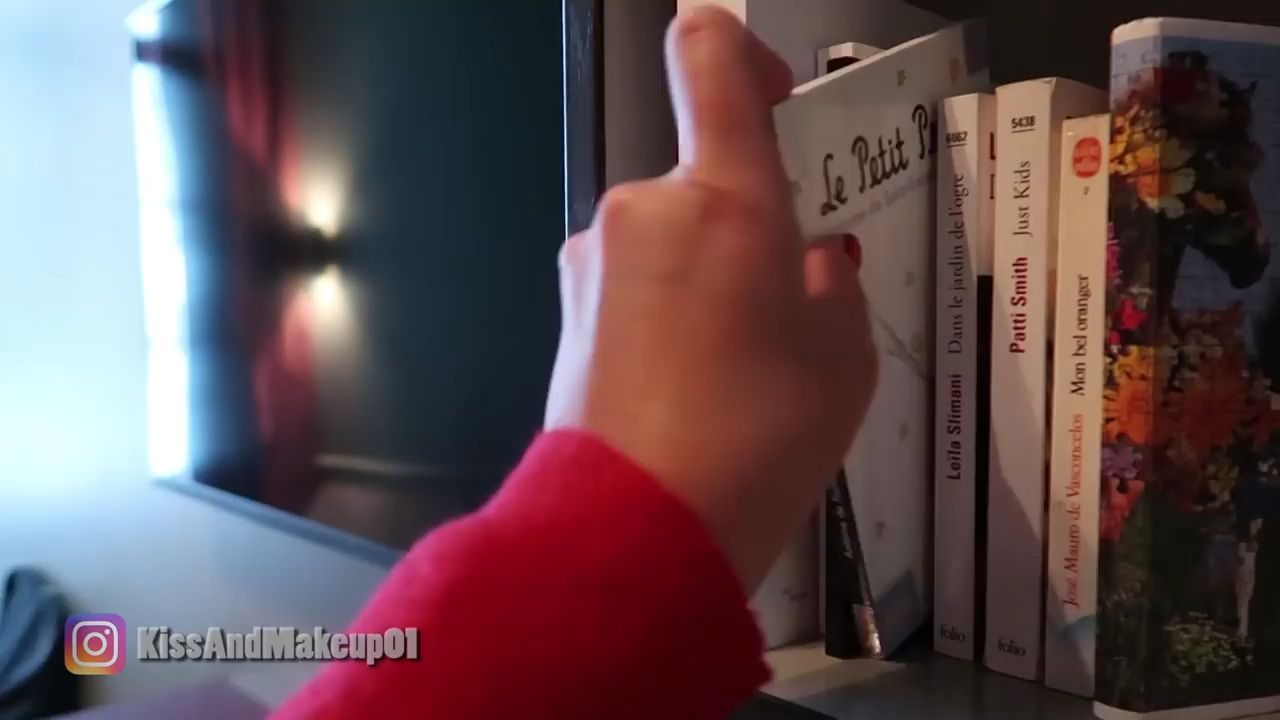 Le Petit
6062
Leïla Slimani Dans le jardin de l'ogre
folio
5438
Patti Smith Just Kids
folio
José Mauro de Vasconcelos Mon bel oranger
KissAndMakeup01